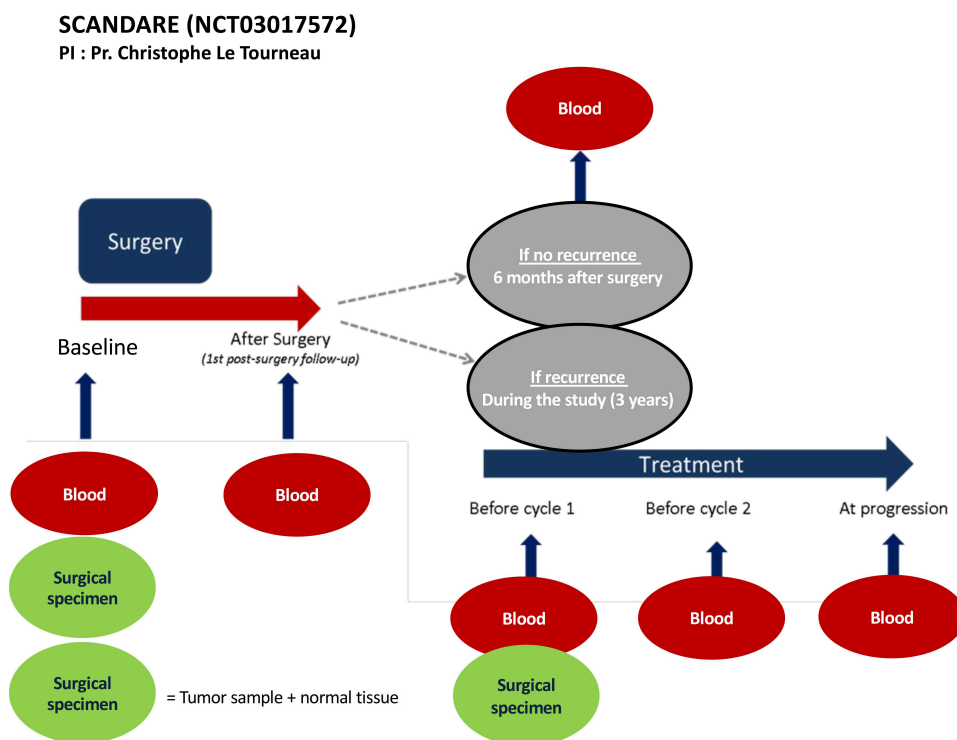 SCANDARE (NCT03017572)
PI : Pr. Christophe Le Tourneau
Blood
Surgery
If no recurrence
6 months after surgery
Baseline
After Surgery
(1st post-surgery follow-up)
If recurrence
During the study (3 years)
Treatment
Blood
Blood
Before cycle 1
Before cycle 2
At progression
Surgical
specimen
Blood
Blood
Blood
Surgical
specimen
= Tumor sample + normal tissue
Surgical
specimen